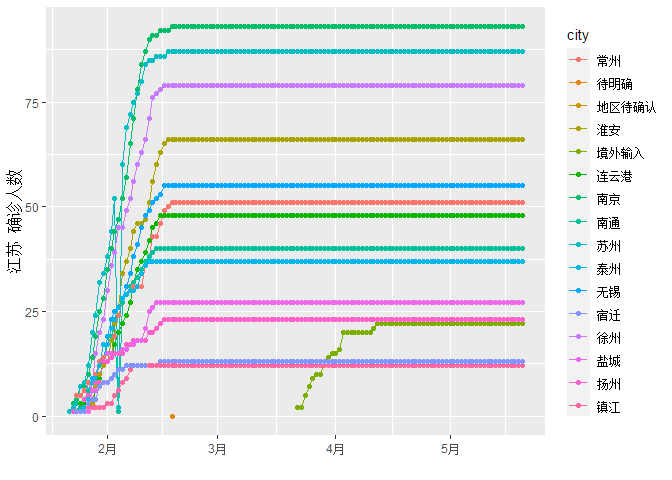 江苏 确诊人数
75
50
25
0
2月
3月
4月
5月
city
常州
待明确
地区待确认
淮安
境外输入
连云港
南京
南通
苏州
泰州
无锡
宿迁
徐州
盐城
扬州
镇江